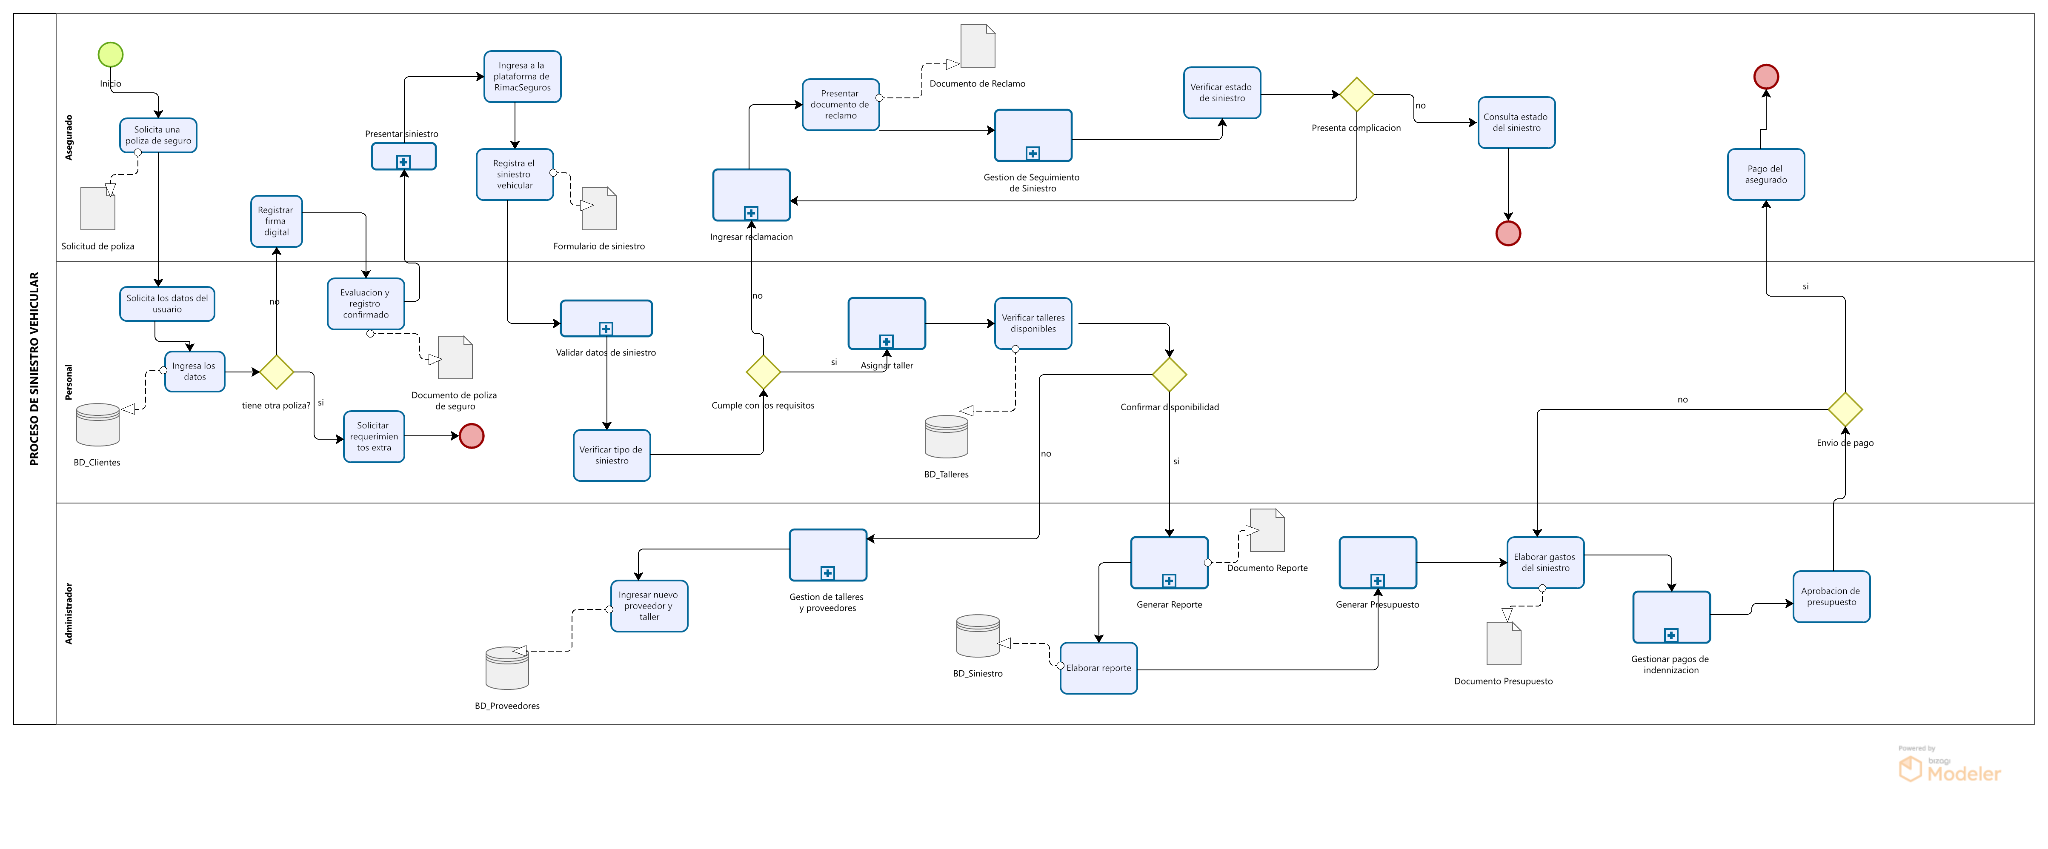 PROCESO DE SINIESTRO VEHICULAR
Asegurado
Inicio
Solicita una
poliza de seguro
Solicitud de poliza
Registrar
firma
digital
Presentar siniestro
Ingresa a la
plataforma de
RimacSeguros
Registra el
siniestro
vehicular
Formulario de siniestro
Ingresar reclamacion
Presentar
documento de
reclamo
Documento de Reclamo
Gestion de Seguimiento
de Siniestro
Verificar estado
de siniestro
Presenta complicacion
no
Consulta estado
del siniestro
Pago del
asegurado
Personal
Solicita los datos del
usuario
Ingresa los
datos
BD_Clientes
tiene otra poliza?
no
si
Evaluacion y
registro
confirmado
Documento de poliza
de seguro
Solicitar
requerimien
tos extra
Validar datos de siniestro
Verificar tipo de
siniestro
Cumple con los requisitos
no
si
Asignar taller
Verificar talleres
disponibles
BD_Talleres
Confirmar disponibilidad
no
si
no
si
Envio de pago
Administrador
Ingresar nuevo
proveedor y
taller
BD_Proveedores
Gestion de talleres
y proveedores
Generar Reporte
Documento Reporte
Elaborar reporte
BD_Siniestro
Generar Presupuesto
Elaborar gastos
del siniestro
Documento Presupuesto
Gestionar pagos de
indennizacion
Aprobacion de
presupuesto
Powered by
bizagi
Modeler